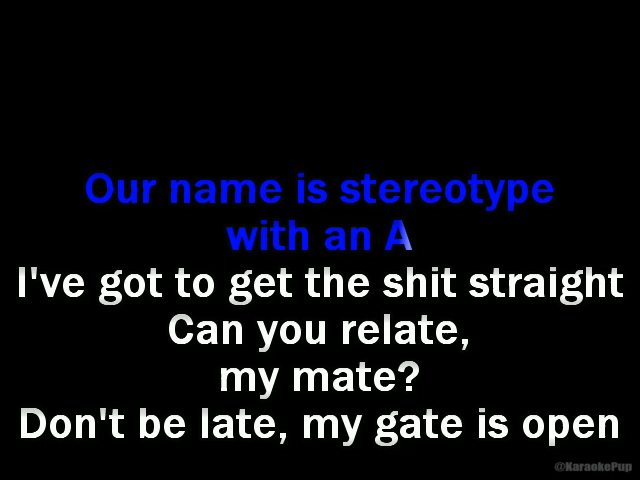 Our name is stereotype
with an A
I've got to get the shit straight
Can you relate,
my mate?
Don't be late, my gate is open
@KaraokePup